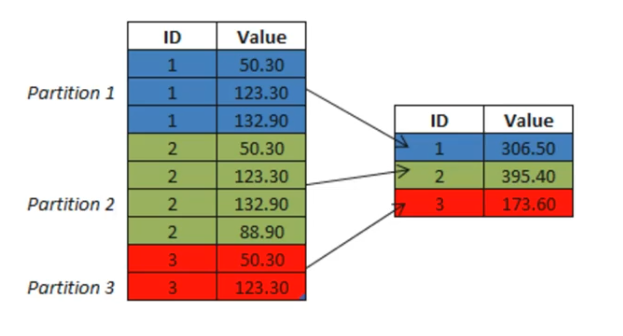 ID Value
1 50.30
Partition 1 1 123.30
1 132.90
2 50.30
2 123.30
Partition 2 2 132.90
2 88.90
3 50.30
Partition 3 3 123.30
ID Value
1 306.50
2 395.40
3 173.60